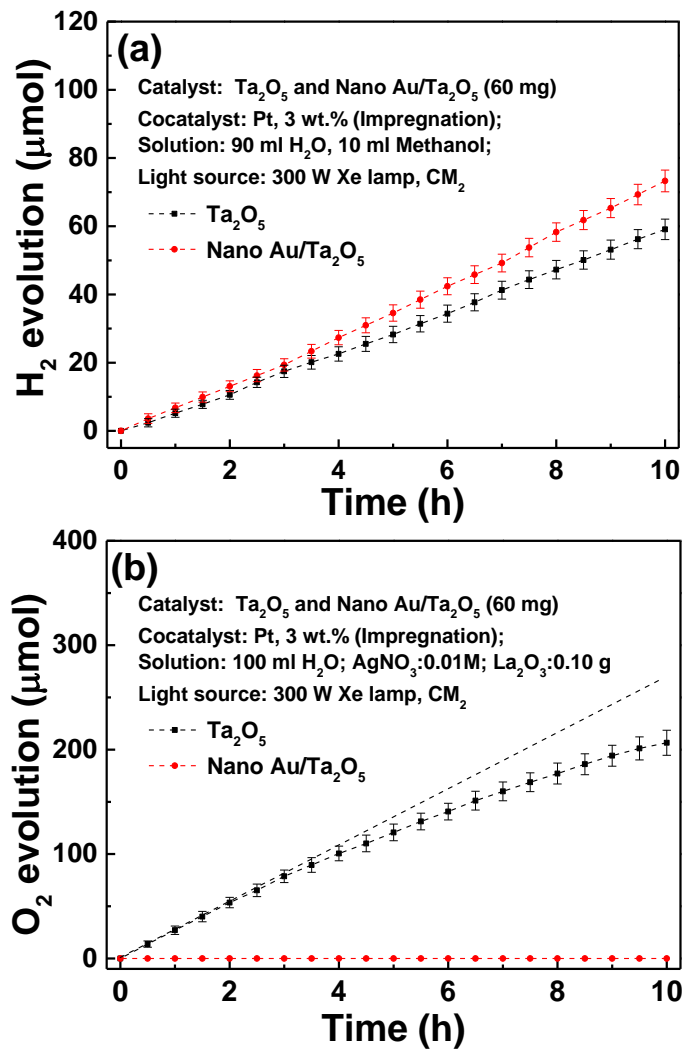 (a)
Catalyst: Ta₂O₅ and Nano Au/Ta₂O₅ (60 mg)
Cocatalyst: Pt, 3 wt.% (Impregnation);
Solution: 90 ml H₂O, 10 ml Methanol;
Light source: 300 W Xe lamp, CM₂
Ta₂O₅
Nano Au/Ta₂O₅
H₂ evolution (μmol)
120
100
80
60
40
20
0
0 2 4 6 8 10
Time (h)
(b)
Catalyst: Ta₂O₅ and Nano Au/Ta₂O₅ (60 mg)
Cocatalyst: Pt, 3 wt.% (Impregnation);
Solution: 100 ml H₂O; AgNO₃:0.01M; La₂O₃:0.10 g
Light source: 300 W Xe lamp, CM₂
Ta₂O₅
Nano Au/Ta₂O₅
O₂ evolution (μmol)
400
300
200
100
0
0 2 4 6 8 10
Time (h)